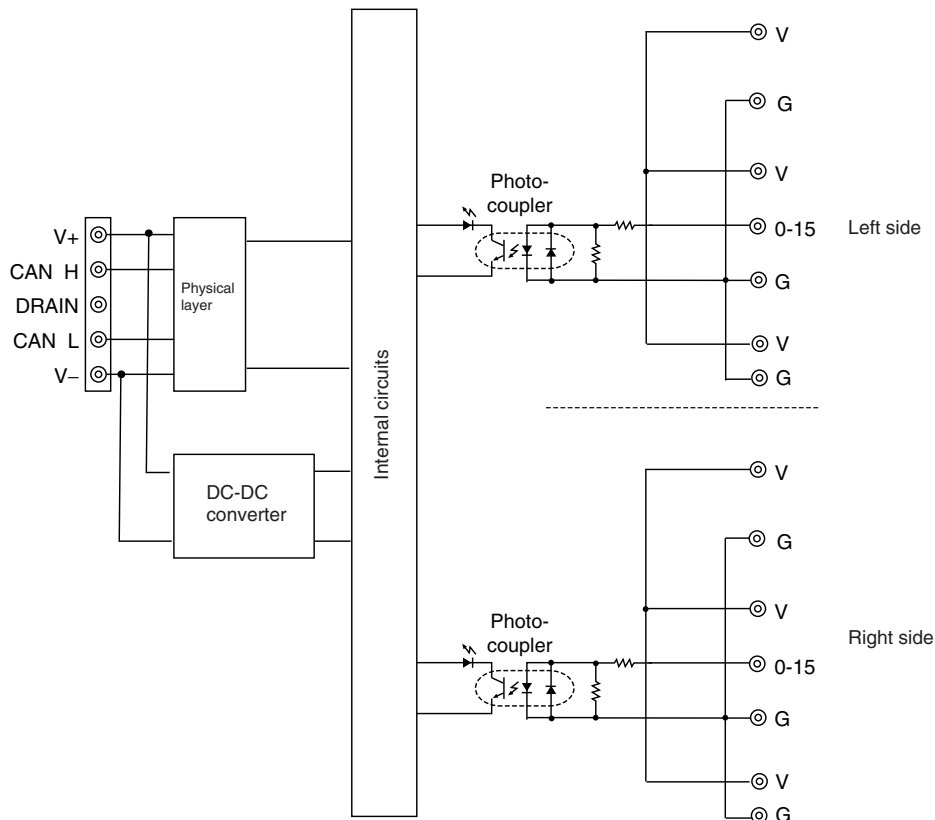 V
G
V
Photo-
coupler
0-15
Left side
V+
CAN H
Physical
layer
DRAIN
CAN L
V–
G
V
G
Internal circuits
DC-DC
converter
V
G
V
Photo-
coupler
Right side
0-15
G
V
G